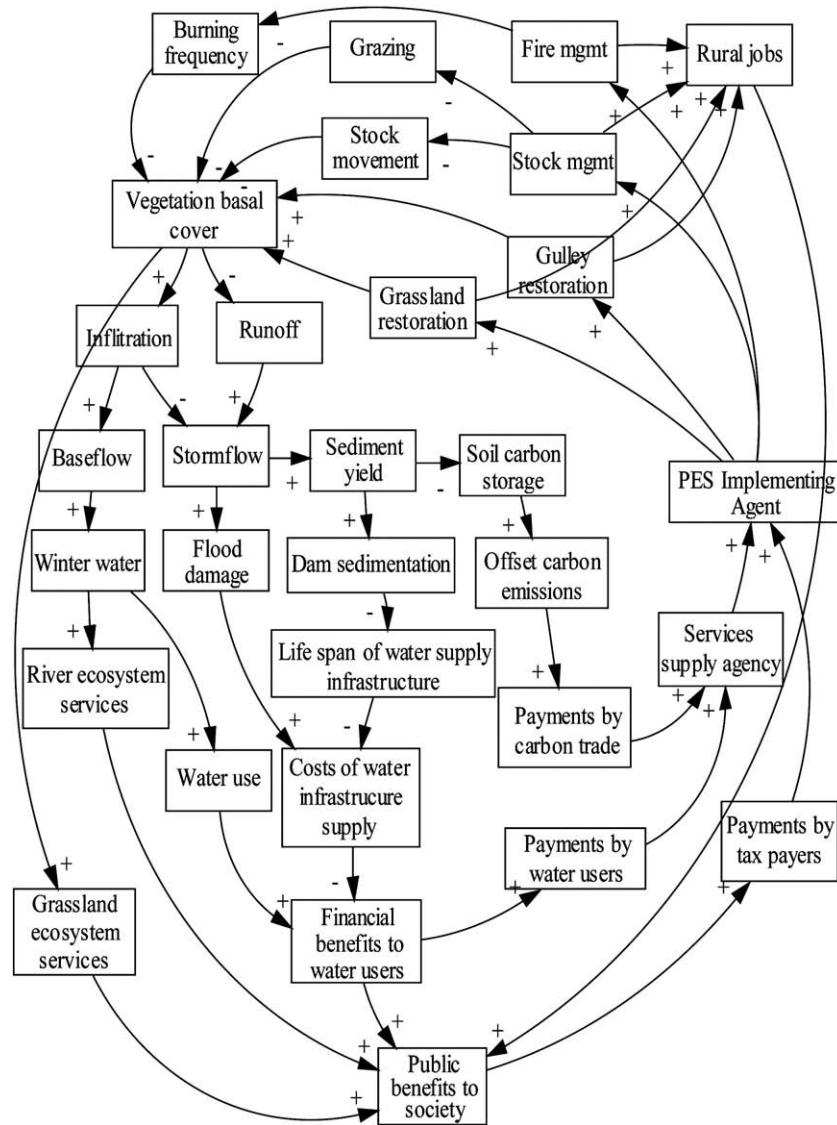 Burning
frequency
Grazing
Fire mgmt
Rural jobs
Stock
movement
Stock mgmt
Vegetation basal
cover
Gulley
restoration
Grassland
restoration
Inflitration
Runoff
Baseflow
Stormflow
Sediment
yield
Soil carbon
storage
PES Implementing
Agent
Winter water
Flood
damage
Dam sedimentation
Offset carbon
emissions
River ecosystem
services
Life span of water supply
infrastructure
Services
supply agency
Payments by
carbon trade
Water use
Costs of water
infrastrucure
supply
Payments by
water users
Payments by
tax payers
Grassland
ecosystem
services
Financial
benefits to
water users
Public
benefits to
society